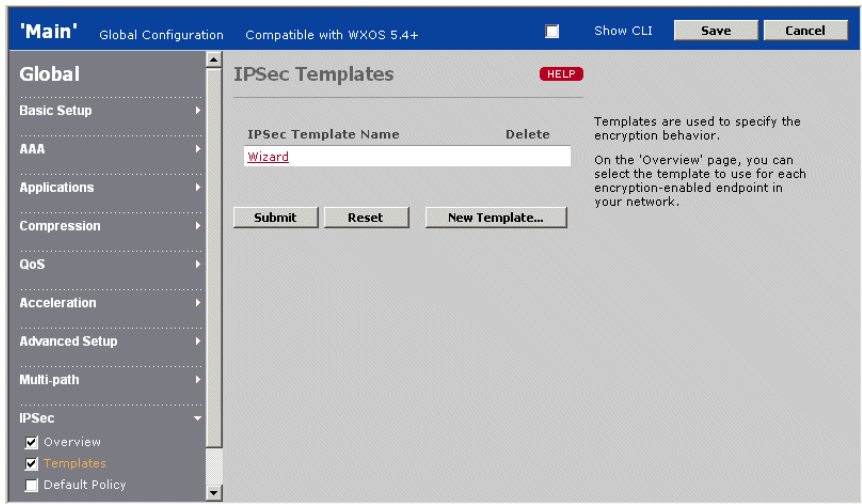 'Main' Global Configuration Compatible with WXOS 5.4+ Show CLI Save Cancel
Global
Basic Setup
AAA
Applications
Compression
QoS
Acceleration
Advanced Setup
Multi-path
IPSec
Overview
Templates
Default Policy
IPSec Templates HELP
IPSec Template Name Delete
Wizard
Submit Reset New Template...
Templates are used to specify the
encryption behavior.
On the 'Overview' page, you can
select the template to use for each
encryption-enabled endpoint in
your network.